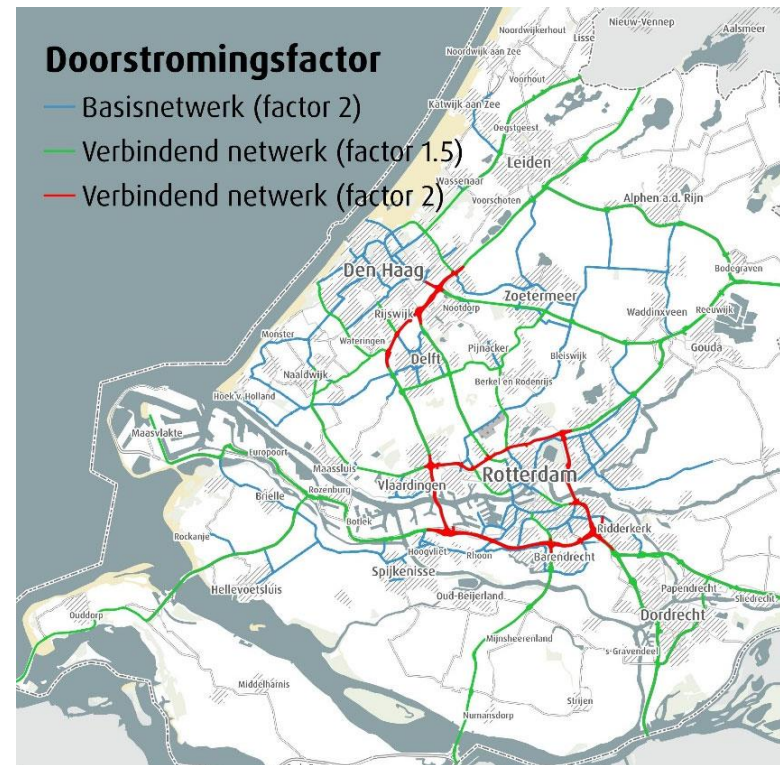 Doorstromingsfactor
Basisnetwerk (factor 2)
Verbindend netwerk (factor 1.5)
Verbindend netwerk (factor 2)
Nieuw-Vennep
Aalsmeer
Lisse
Noordwijkerhout
Noordwijk aan Zee
Voorhout
Katwijk aan Zee
Oegstgeest
Leiden
Wassenaar
Voorschoten
Alphen a.d. Rijn
Den Haag
Bodegraven
Zoetermeer
Nootdorp
Rijswijk
Waddinxveen
Reeuwijk
Monster
Wateringen
Pijnacker
Gouda
Delft
Bleiswijk
Naaldwijk
Berkel en Rodenrijs
Hoek v. Holland
Maasvlakte
Europoort
Maassluis
Rotterdam
Vlaardingen
Rozenburg
Brielle
Botlek
Ridderkerk
Rockanje
Hoogvliet
Rhoon
Barendrecht
Spijkenisse
Hellevoetsluis
Papendrecht
Sliedrecht
Oud-Beijerland
Dordrecht
Ouddorp
Mijnsheerenland
's-Gravendeel
Middelharnis
Strijen
Numansdorp